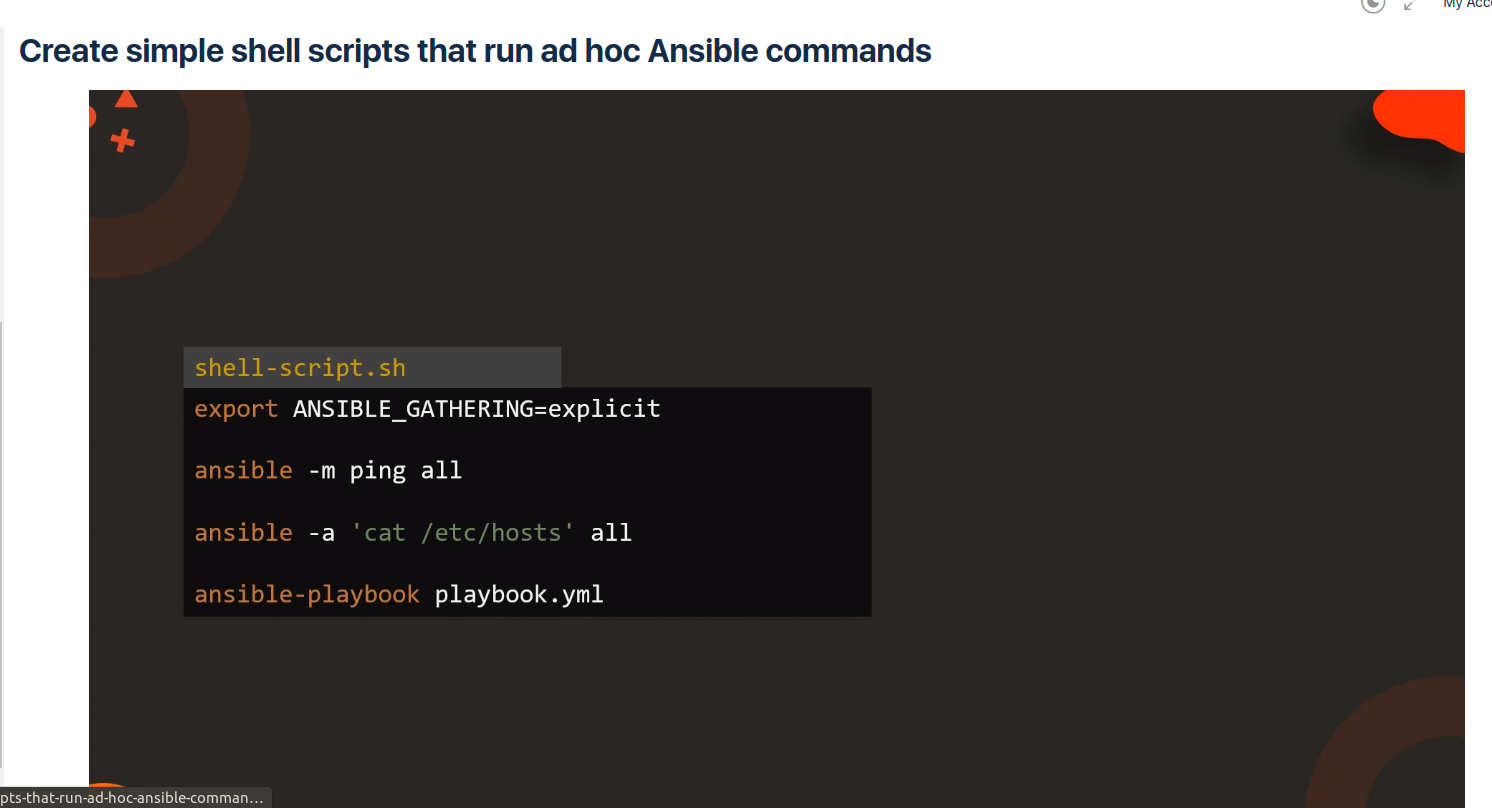 My Acc
Create simple shell scripts that run ad hoc Ansible commands
shell-script.sh
export ANSIBLE_GATHERING=explicit
ansible -m ping all
ansible -a 'cat /etc/hosts' all
ansible-playbook playbook.yml
pts-that-run-ad-hoc-ansible-comman…